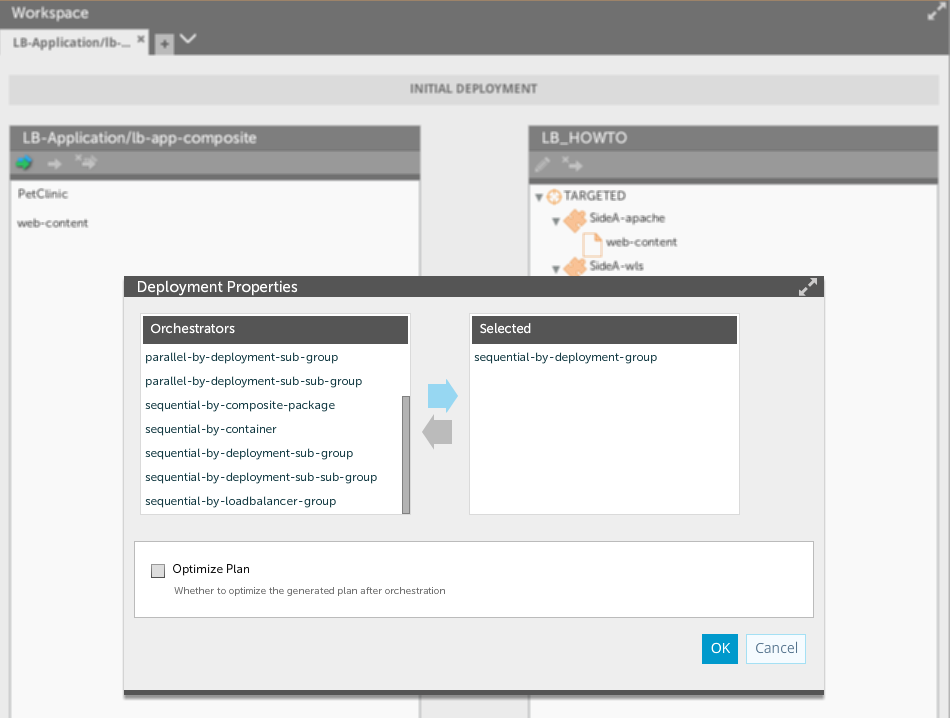 Workspace
LB-Application/lb-...
INITIAL DEPLOYMENT
LB-Application/lb-app-composite
PetClinic
web-content
LB_HOWTO
TARGETED
SideA-apache
web-content
SideA-wls
Deployment Properties
Orchestrators
parallel-by-deployment-sub-group
parallel-by-deployment-sub-sub-group
sequential-by-composite-package
sequential-by-container
sequential-by-deployment-sub-group
sequential-by-deployment-sub-sub-group
sequential-by-loadbalancer-group
Selected
sequential-by-deployment-group
Optimize Plan
Whether to optimize the generated plan after orchestration
OK
Cancel